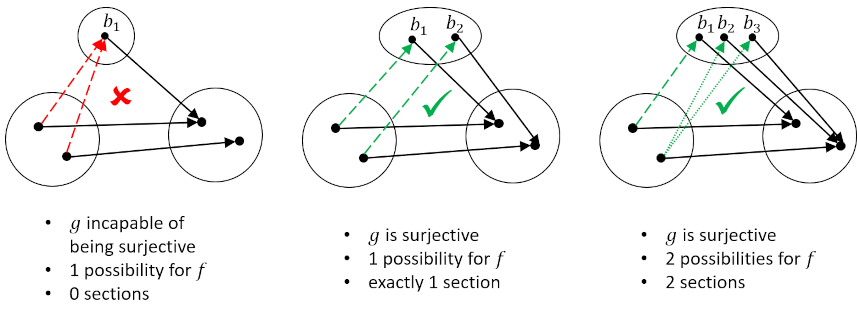 b₁
b₁ b₂
b₁ b₂ b₃
• g incapable of
being surjective
• 1 possibility for f
• 0 sections
• g is surjective
• 1 possibility for f
• exactly 1 section
• g is surjective
• 2 possibilities for f
• 2 sections